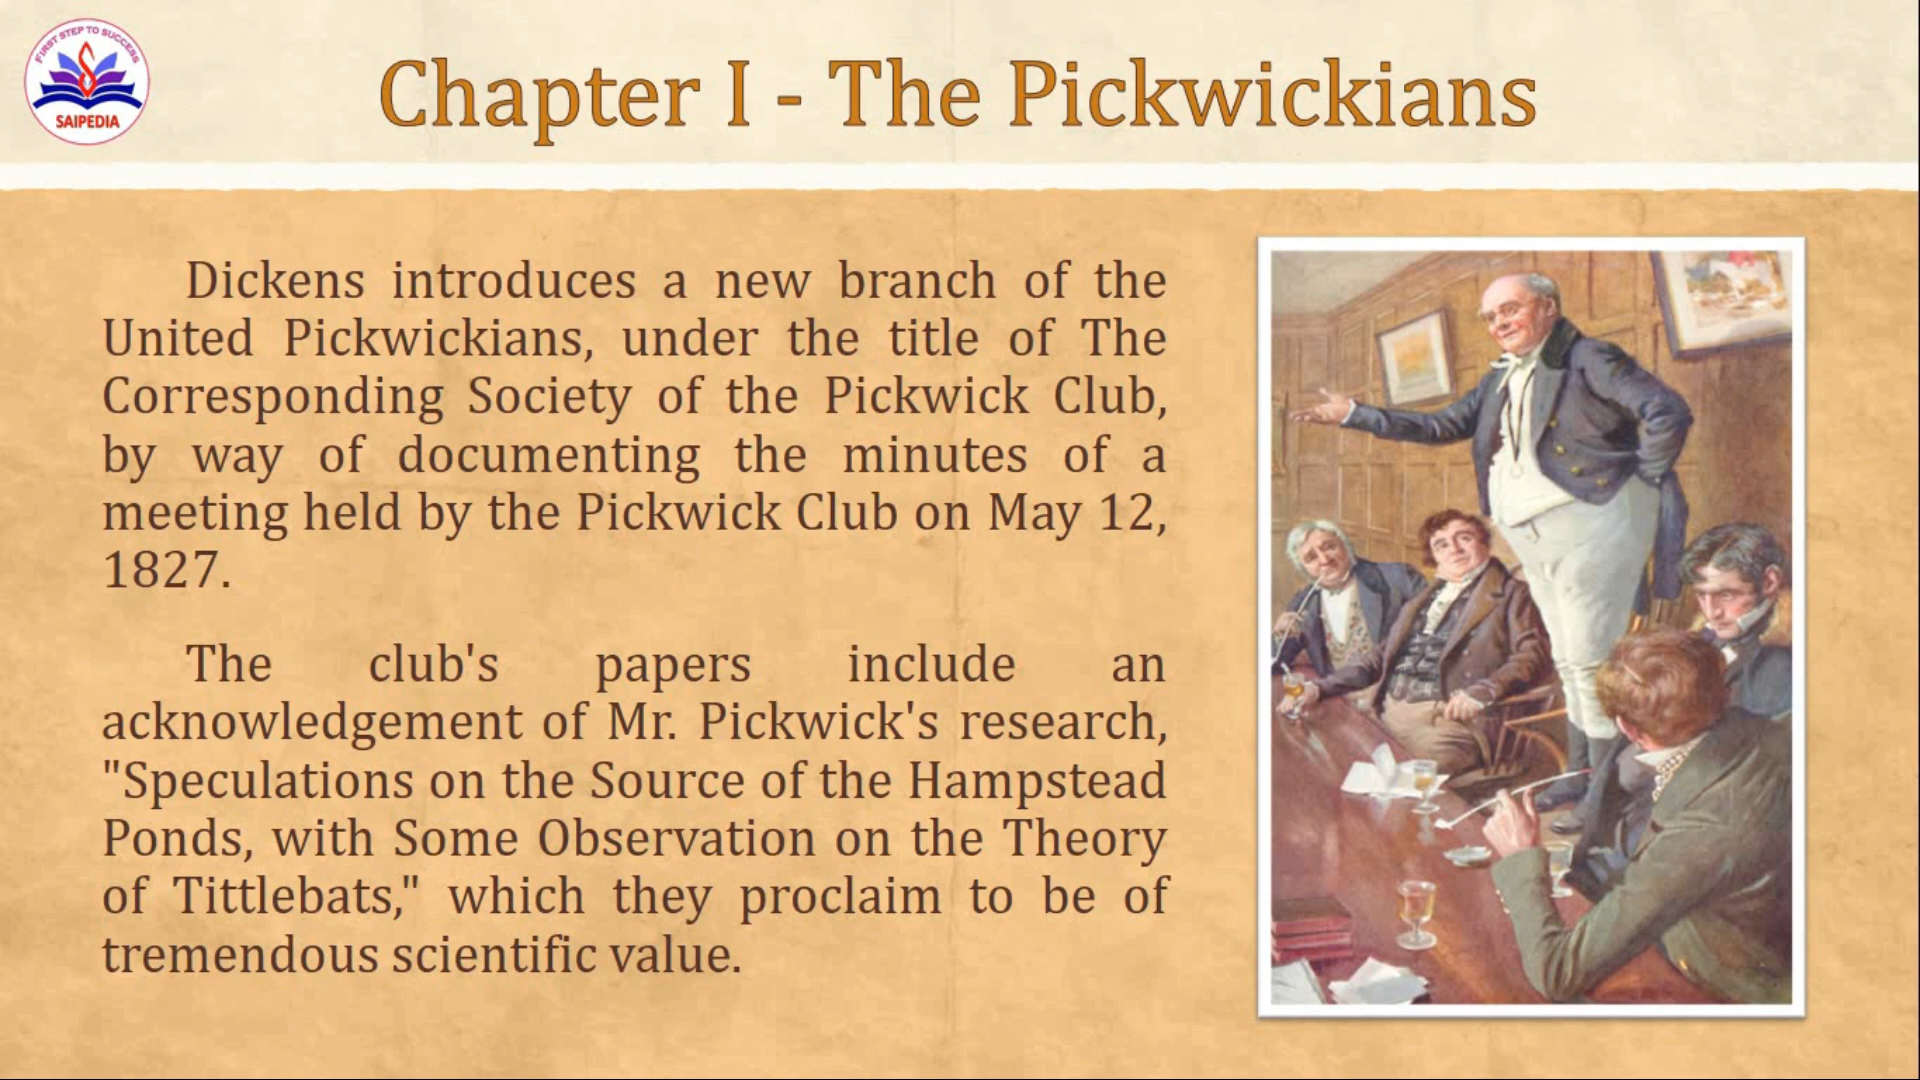 FIRST STEP TO SUCCESS
SAIPEDIA
Chapter I - The Pickwickians
Dickens introduces a new branch of the
United Pickwickians, under the title of The
Corresponding Society of the Pickwick Club,
by way of documenting the minutes of a
meeting held by the Pickwick Club on May 12,
1827.
The club's papers include an
acknowledgement of Mr. Pickwick's research,
"Speculations on the Source of the Hampstead
Ponds, with Some Observation on the Theory
of Tittlebats," which they proclaim to be of
tremendous scientific value.